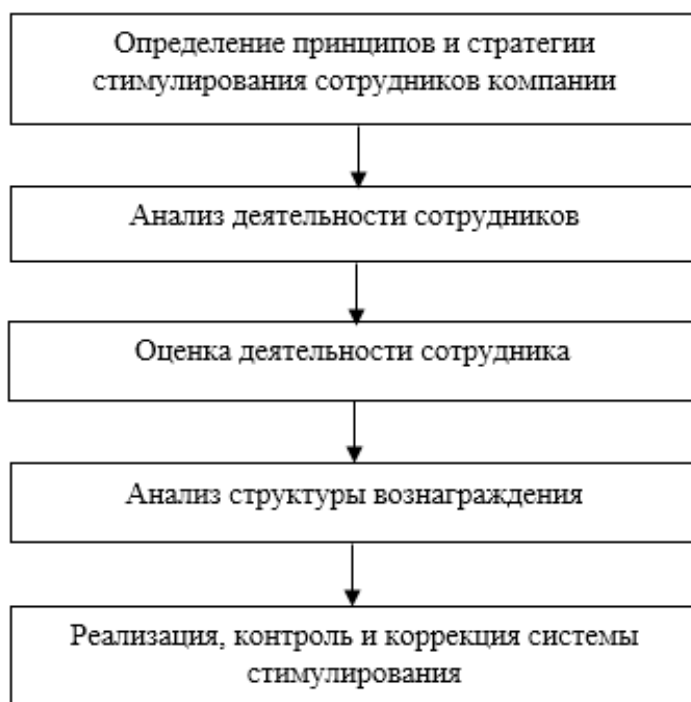 Определение принципов и стратегии
стимулирования сотрудников компании
Анализ деятельности сотрудников
Оценка деятельности сотрудника
Анализ структуры вознаграждения
Реализация, контроль и коррекция системы
стимулирования